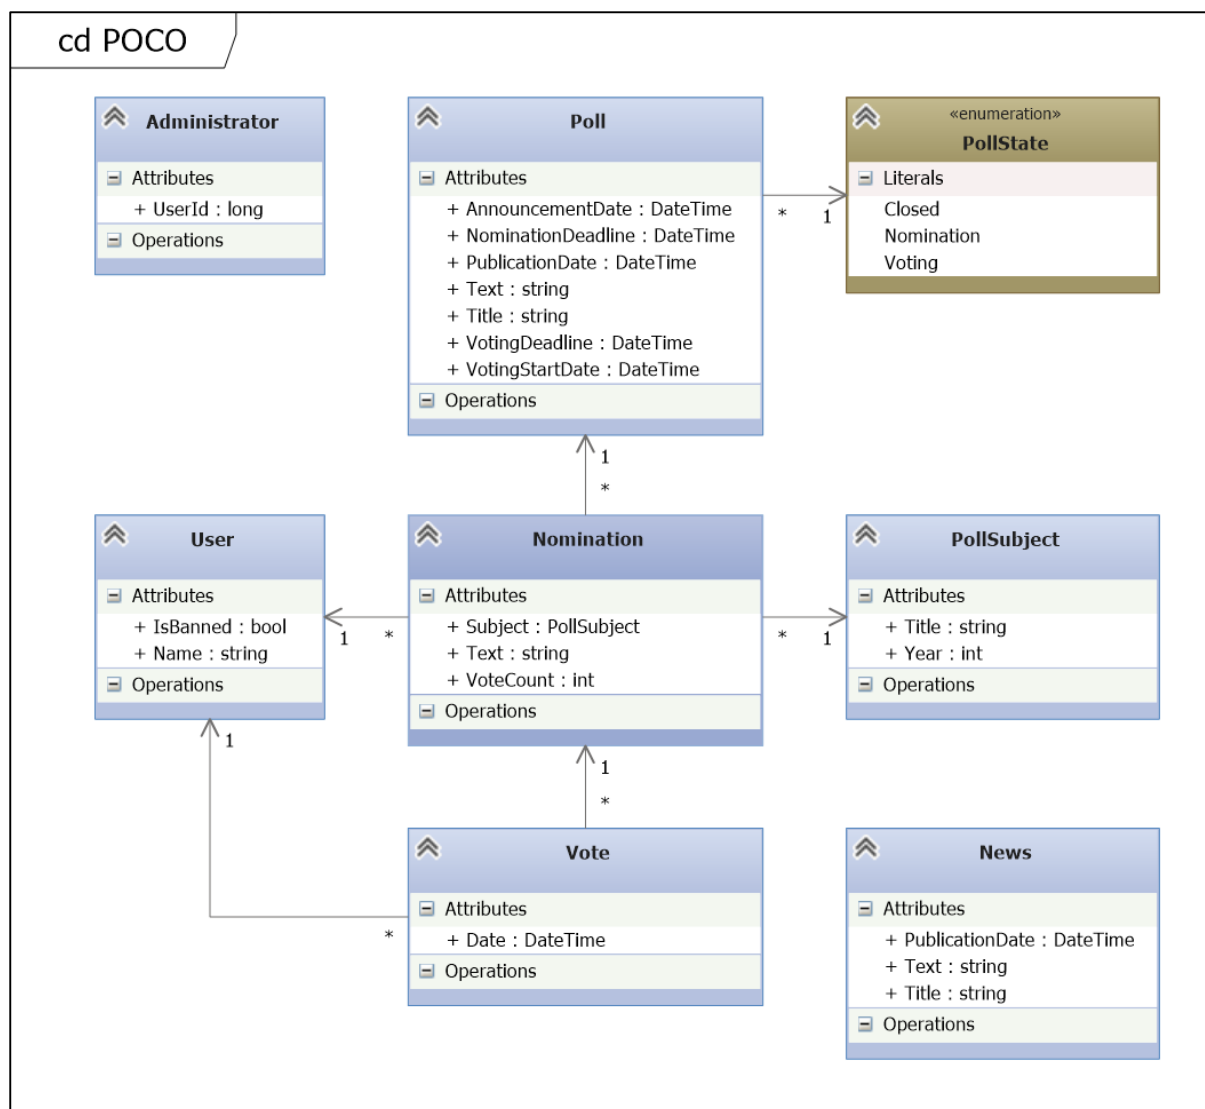 cd POCO
Administrator
Attributes
+ UserId : long
Operations
Poll
Attributes
+ AnnouncementDate : DateTime
+ NominationDeadline : DateTime
+ PublicationDate : DateTime
+ Text : string
+ Title : string
+ VotingDeadline : DateTime
+ VotingStartDate : DateTime
Operations
* 1
«enumeration»
PollState
Literals
Closed
Nomination
Voting
1
*
User
Attributes
+ IsBanned : bool
+ Name : string
Operations
1 *
Nomination
Attributes
+ Subject : PollSubject
+ Text : string
+ VoteCount : int
Operations
* 1
PollSubject
Attributes
+ Title : string
+ Year : int
Operations
1
1
*
*
Vote
Attributes
+ Date : DateTime
Operations
News
Attributes
+ PublicationDate : DateTime
+ Text : string
+ Title : string
Operations